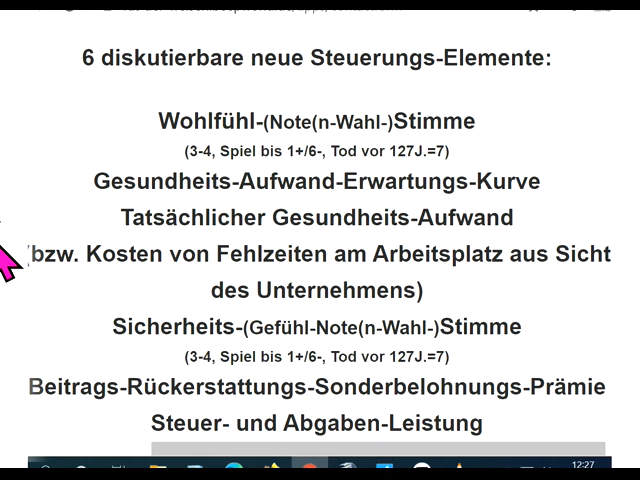 6 diskutierbare neue Steuerungs-Elemente:
Wohlfühl-(Note(n-Wahl-)Stimme
(3-4, Spiel bis 1+/6-, Tod vor 127J.=7)
Gesundheits-Aufwand-Erwartungs-Kurve
Tatsächlicher Gesundheits-Aufwand
(bzw. Kosten von Fehlzeiten am Arbeitsplatz aus Sicht
des Unternehmens)
Sicherheits-(Gefühl-Note(n-Wahl-)Stimme
(3-4, Spiel bis 1+/6-, Tod vor 127J.=7)
Beitrags-Rückerstattungs-Sonderbelohnungs-Prämie
Steuer- und Abgaben-Leistung
12:27